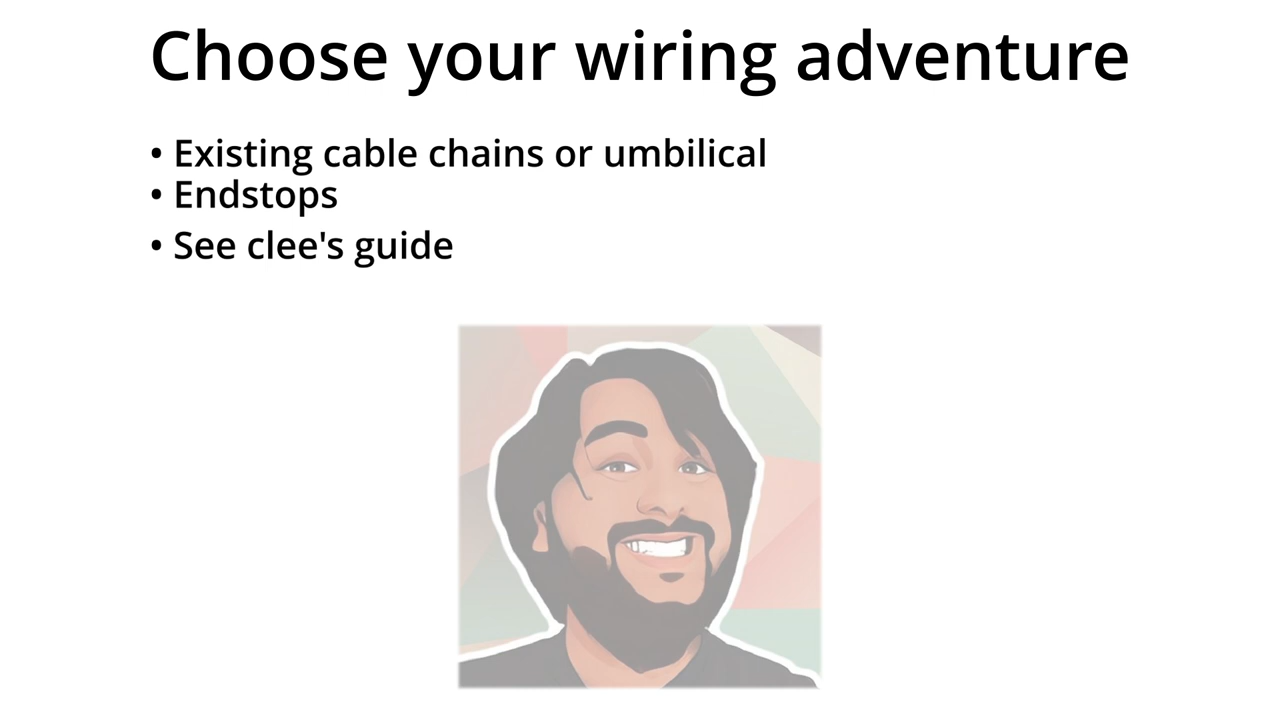 Choose your wiring adventure
• Existing cable chains or umbilical
• Endstops
• See clee's guide